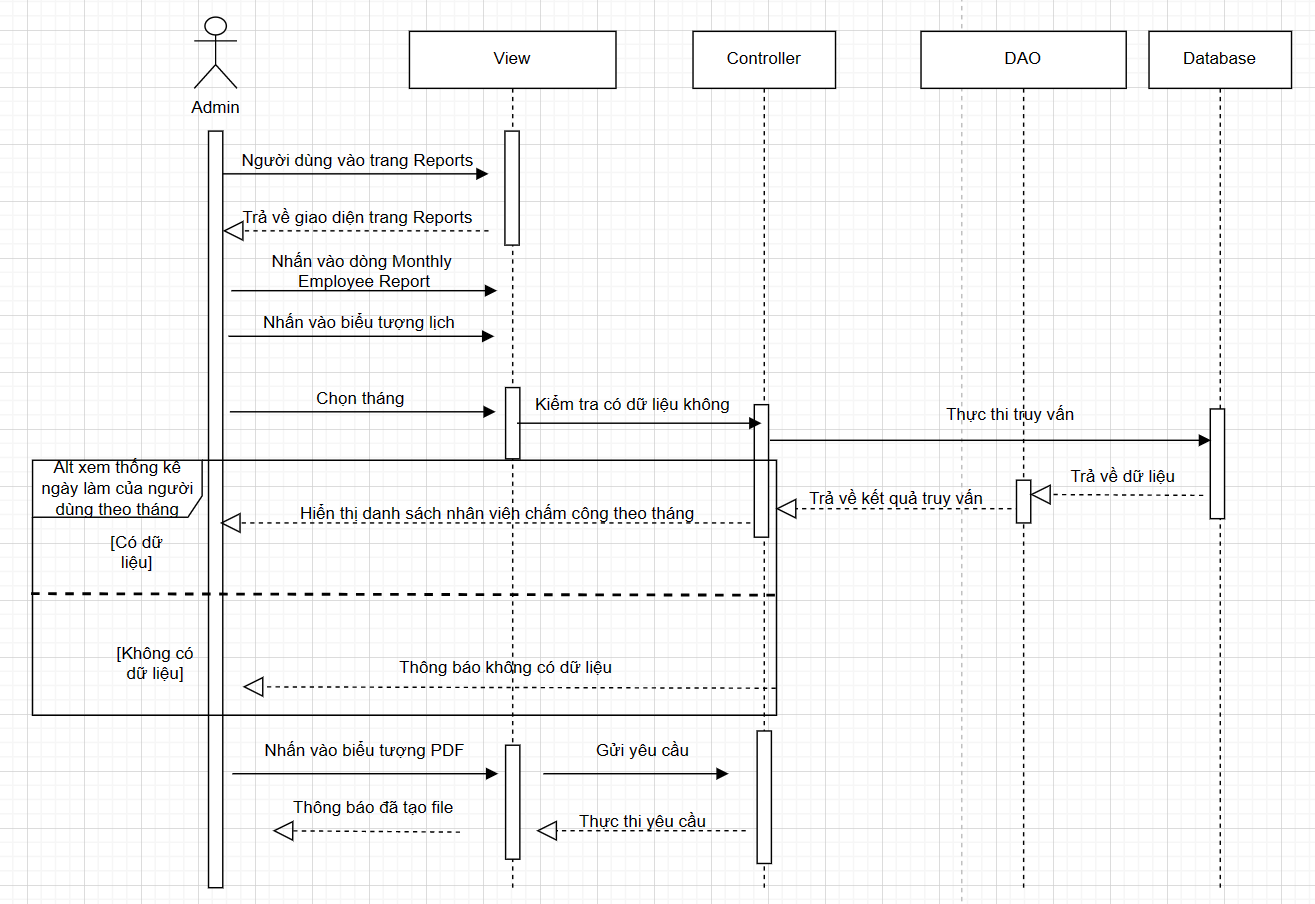 View
Controller
DAO
Database
Admin
Người dùng vào trang Reports
Trả về giao diện trang Reports
Nhấn vào dòng Monthly
Employee Report
Nhấn vào biểu tượng lịch
Chọn tháng
Kiểm tra có dữ liệu không
Thực thi truy vấn
Alt xem thống kê
ngày làm của người
dùng theo tháng
Trả về dữ liệu
Trả về kết quả truy vấn
Hiển thị danh sách nhân viên chấm công theo tháng
[Có dữ
liệu]
[Không có
dữ liệu]
Thông báo không có dữ liệu
Nhấn vào biểu tượng PDF
Gửi yêu cầu
Thông báo đã tạo file
Thực thi yêu cầu